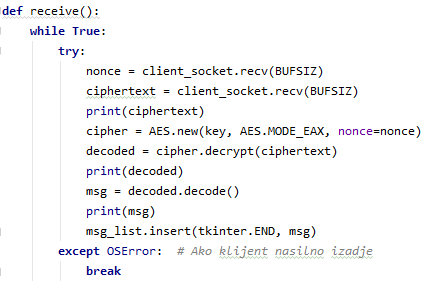 def receive():
    while True:
        try:
            nonce = client_socket.recv(BUFSIZ)
            ciphertext = client_socket.recv(BUFSIZ)
            print(ciphertext)
            cipher = AES.new(key, AES.MODE_EAX, nonce=nonce)
            decoded = cipher.decrypt(ciphertext)
            print(decoded)
            msg = decoded.decode()
            print(msg)
            msg_list.insert(tkinter.END, msg)
        except OSError:  # Ako klijent nasilno izadje
            break